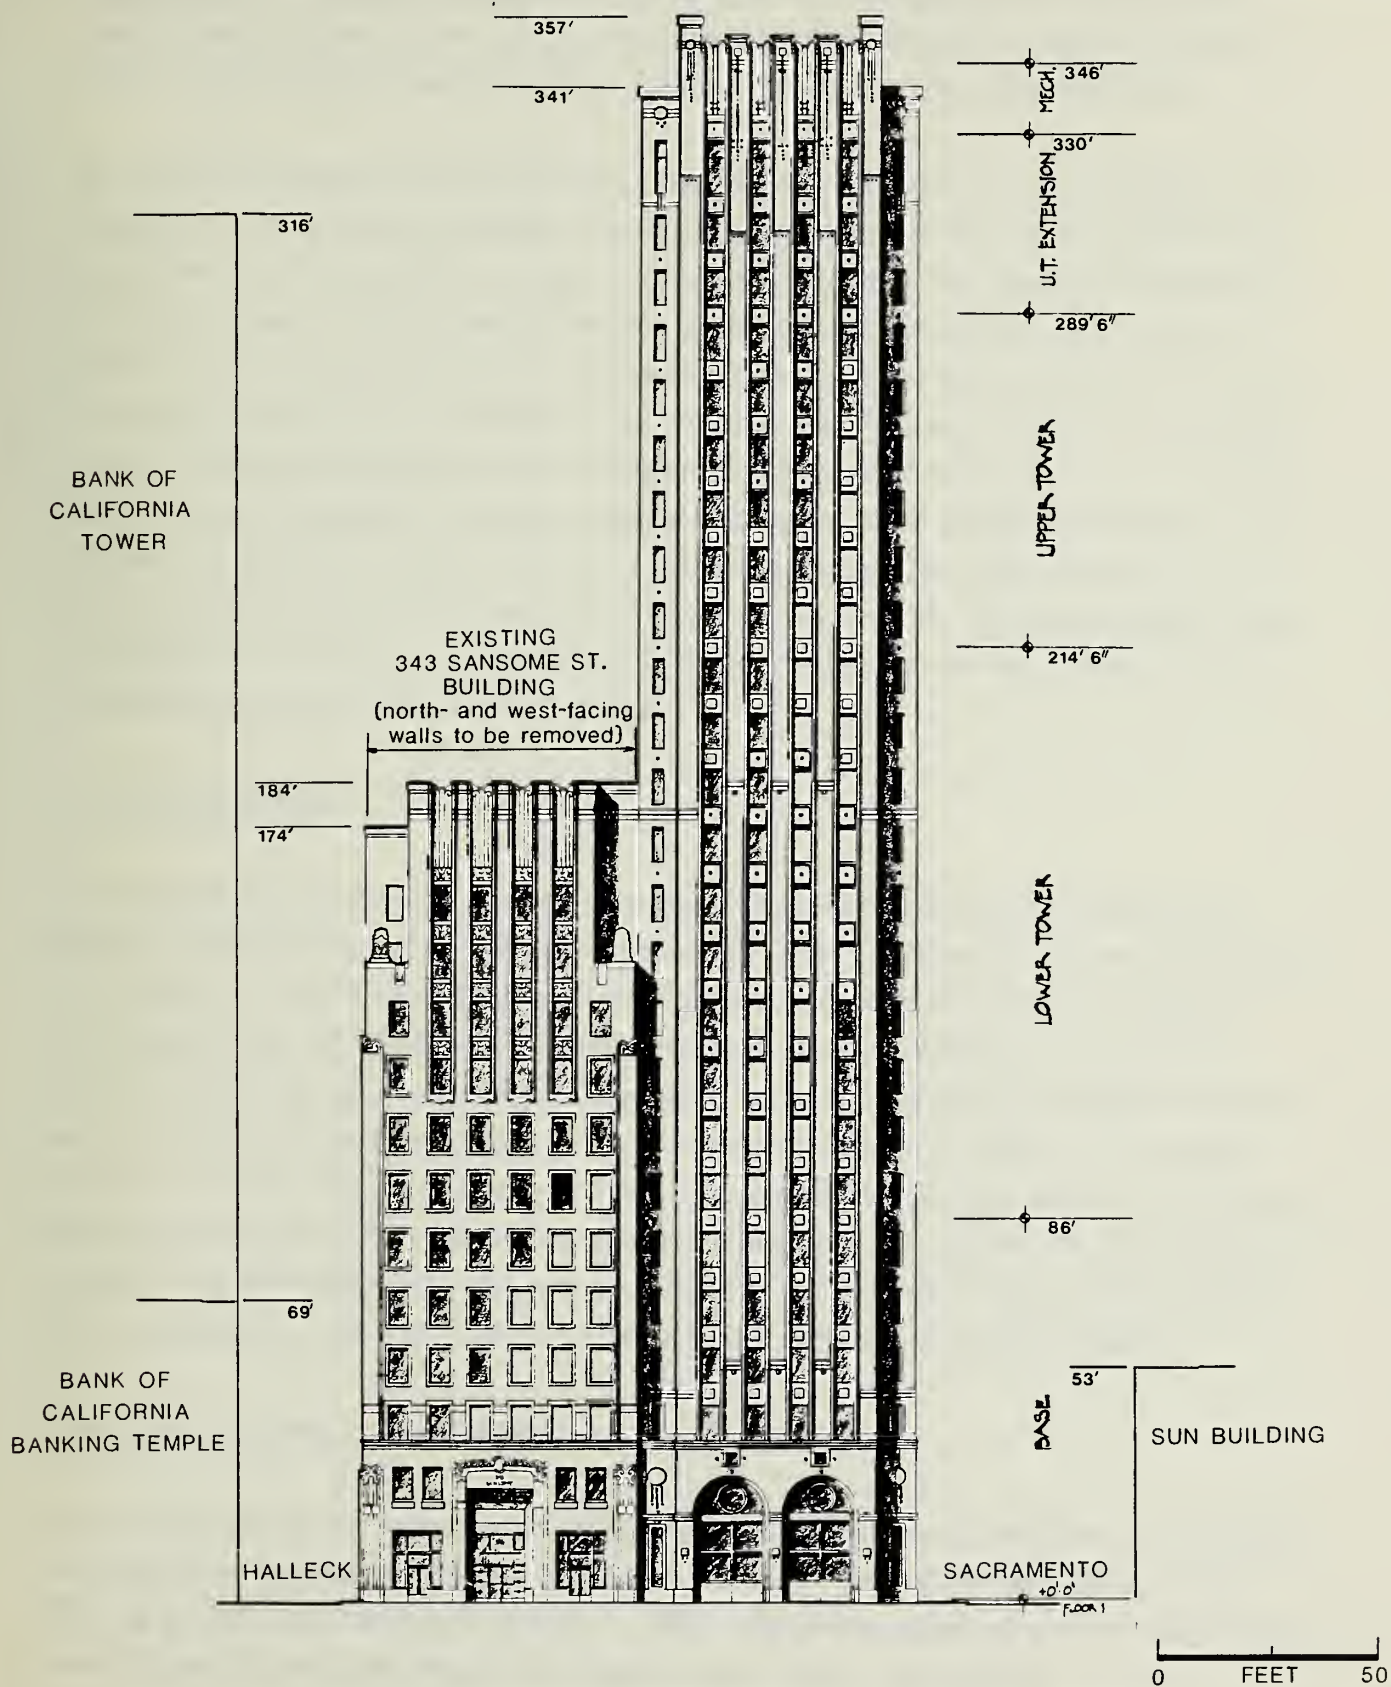 357'
346'
MECH.
341'
330'
U.T. EXTENSION
316'
289' 6"
UPPER TOWER
BANK OF
CALIFORNIA
TOWER
EXISTING
343 SANSOME ST.
BUILDING
(north- and west-facing
walls to be removed)
214' 6"
184'
174'
LOWER TOWER
86'
69'
53'
BANK OF
CALIFORNIA
BANKING TEMPLE
BASE
SUN BUILDING
HALLECK
SACRAMENTO
+0'-0"
FLOOR 1
0 FEET 50